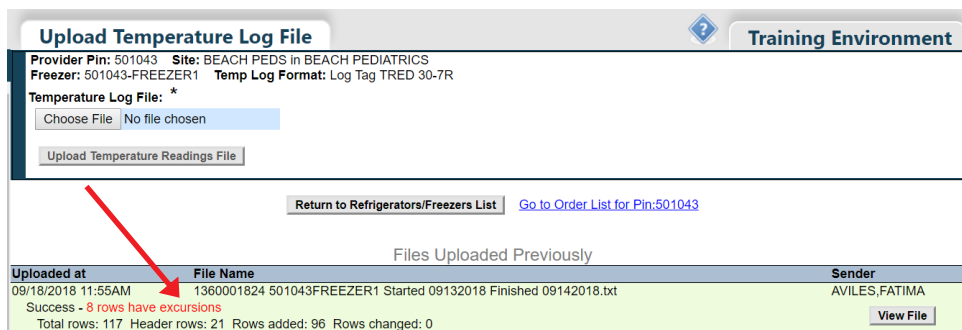 Upload Temperature Log File
Training Environment
Provider Pin: 501043 Site: BEACH PEDS in BEACH PEDIATRICS
Freezer: 501043-FREEZER1 Temp Log Format: Log Tag TRED 30-7R
Temperature Log File: *
Choose File No file chosen
Upload Temperature Readings File
Return to Refrigerators/Freezers List Go to Order List for Pin:501043
Files Uploaded Previously
Uploaded at File Name Sender
09/18/2018 11:55AM 1360001824 501043FREEZER1 Started 09132018 Finished 09142018.txt AVILES,FATIMA
Success - 8 rows have excursions
View File
Total rows: 117 Header rows: 21 Rows added: 96 Rows changed: 0